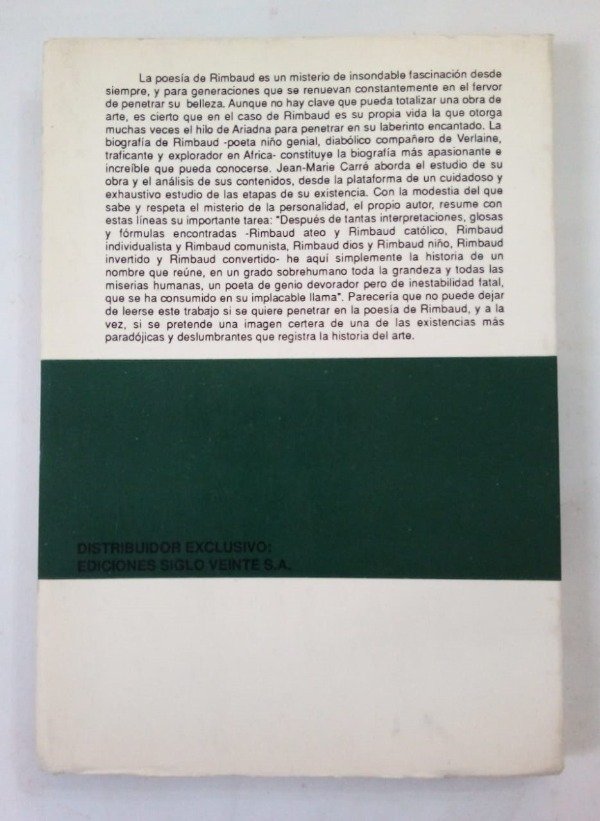 La poesía de Rimbaud es un misterio de insondable fascinación desde
siempre, y para generaciones que se renuevan constantemente en el fervor
de penetrar su belleza. Aunque no hay clave que pueda totalizar una obra de
arte, es cierto que en el caso de Rimbaud es su propia vida la que otorga
muchas veces el hilo de Ariadna para penetrar en su laberinto encantado. La
biografía de Rimbaud -poeta niño genial, diabólico compañero de Verlaine,
traficante y explorador en Africa- constituye la biografía más apasionante e
increíble que pueda conocerse. Jean-Marie Carré aborda el estudio de su
obra y el análisis de sus contenidos, desde la plataforma de un cuidadoso y
exhaustivo estudio de las etapas de su existencia. Con la modestia del que
sabe y respeta el misterio de la personalidad, el propio autor, resume con
estas líneas su importante tarea: "Después de tantas interpretaciones, glosas
y fórmulas encontradas -Rimbaud ateo y Rimbaud católico, Rimbaud
individualista y Rimbaud comunista, Rimbaud dios y Rimbaud niño, Rimbaud
invertido y Rimbaud convertido- he aquí simplemente la historia de un
nombre que reúne, en un grado sobrehumano toda la grandeza y todas las
miserias humanas, un poeta de genio devorador pero de inestabilidad fatal,
que se ha consumido en su implacable llama". Parecería que no puede dejar
de leerse este trabajo si se quiere penetrar en la poesía de Rimbaud, y a la
vez, si se pretende una imagen certera de una de las existencias más
paradójicas y deslumbrantes que registra la historia del arte.
DISTRIBUIDOR EXCLUSIVO:
EDICIONES SIGLO VEINTE S.A.